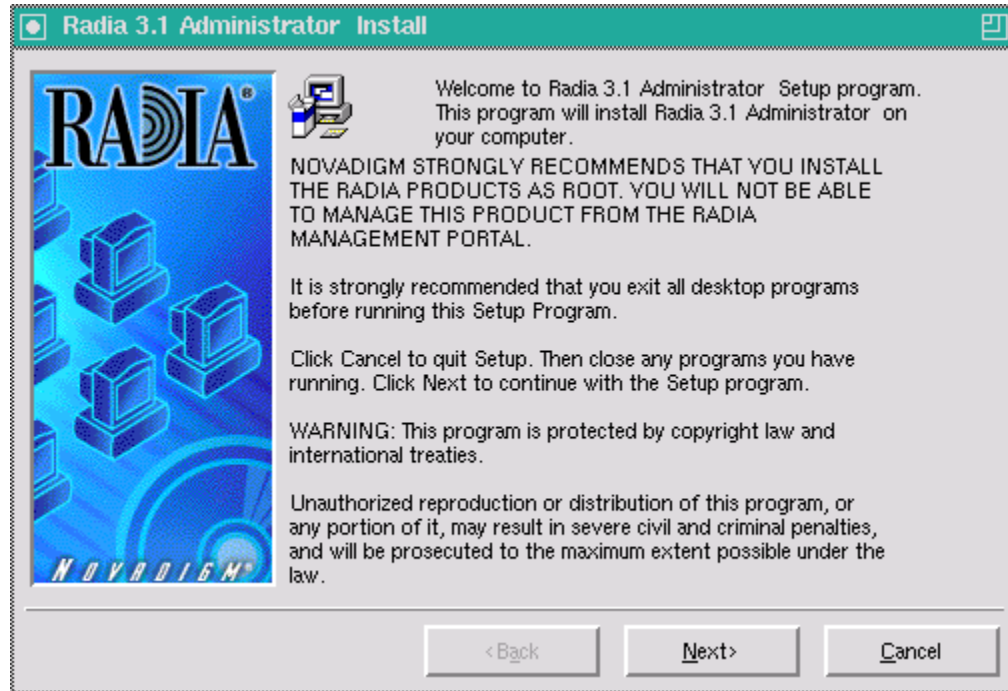 Radia 3.1 Administrator Install
RADIA®
Welcome to Radia 3.1 Administrator Setup program.
This program will install Radia 3.1 Administrator on
your computer.
NOVADIGM STRONGLY RECOMMENDS THAT YOU INSTALL
THE RADIA PRODUCTS AS ROOT. YOU WILL NOT BE ABLE
TO MANAGE THIS PRODUCT FROM THE RADIA
MANAGEMENT PORTAL.
It is strongly recommended that you exit all desktop programs
before running this Setup Program.
Click Cancel to quit Setup. Then close any programs you have
running. Click Next to continue with the Setup program.
WARNING: This program is protected by copyright law and
international treaties.
Unauthorized reproduction or distribution of this program, or
any portion of it, may result in severe civil and criminal penalties,
and will be prosecuted to the maximum extent possible under the
law.
NOVADIGM®
<Back
Next>
Cancel